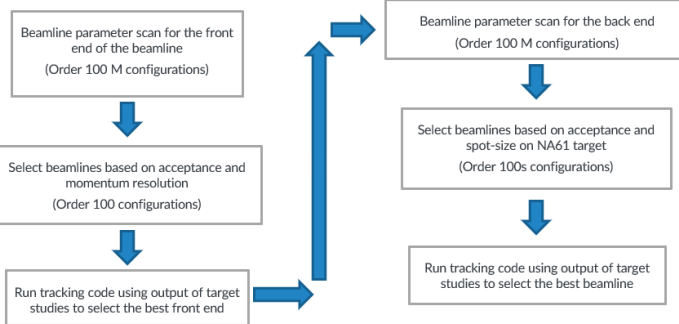 Beamline parameter scan for the front
end of the beamline
(Order 100 M configurations)
Select beamlines based on acceptance and
momentum resolution
(Order 100 configurations)
Run tracking code using output of target
studies to select the best front end
Beamline parameter scan for the back end
(Order 100 M configurations)
Select beamlines based on acceptance and
spot-size on NA61 target
(Order 100s configurations)
Run tracking code using output of target
studies to select the best beamline